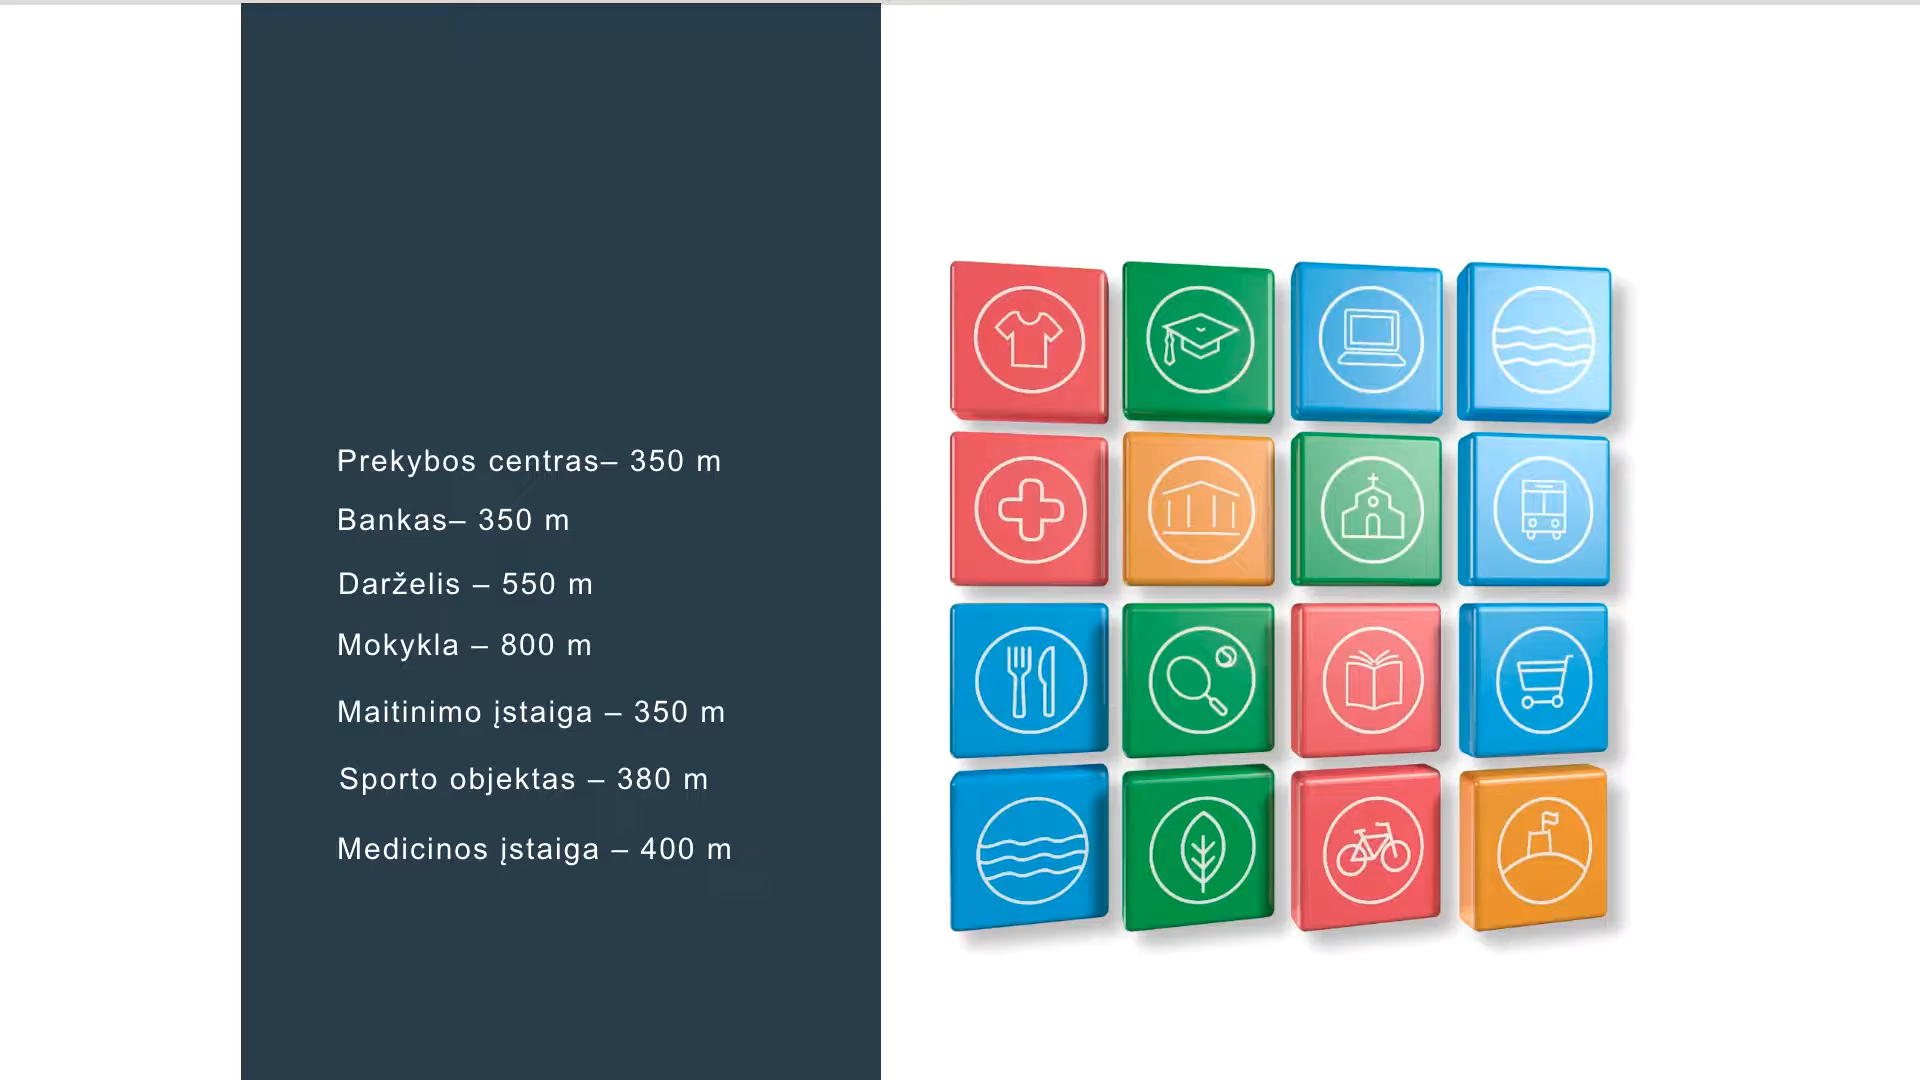 Prekybos centras– 350 m
Bankas– 350 m
Darželis – 550 m
Mokykla – 800 m
Maitinimo įstaiga – 350 m
Sporto objektas – 380 m
Medicinos įstaiga – 400 m